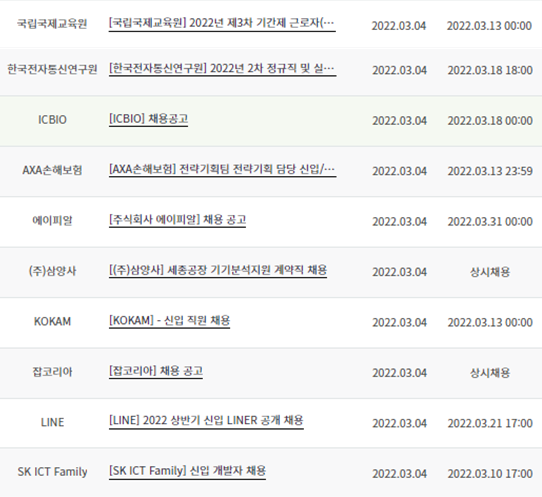 국립국제교육원 [국립국제교육원] 2022년 제3차 기간제 근로자(··· 2022.03.04 2022.03.13 00:00
한국전자통신연구원 [한국전자통신연구원] 2022년 2차 정규직 및 실··· 2022.03.04 2022.03.18 18:00
ICBIO [ICBIO] 채용공고 2022.03.04 2022.03.18 00:00
AXA손해보험 [AXA손해보험] 전략기획팀 전략기획 담당 신입/··· 2022.03.04 2022.03.13 23:59
에이피알 [주식회사 에이피알] 채용 공고 2022.03.04 2022.03.31 00:00
(주)삼양사 [(주)삼양사] 세종공장 기기분석지원 계약직 채용 2022.03.04 상시채용
KOKAM [KOKAM] - 신입 직원 채용 2022.03.04 2022.03.13 00:00
잡코리아 [잡코리아] 채용 공고 2022.03.04 상시채용
LINE [LINE] 2022 상반기 신입 LINER 공개 채용 2022.03.04 2022.03.21 17:00
SK ICT Family [SK ICT Family] 신입 개발자 채용 2022.03.04 2022.03.10 17:00